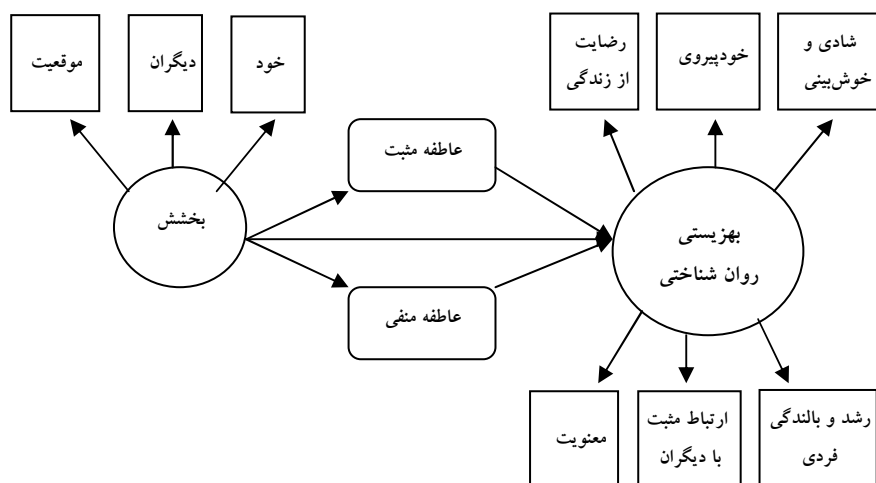 شادی و
خوش‌بینی
خودپیروی
رضایت
از زندگی
خود
دیگران
موقعیت
عاطفه مثبت
بخشش
بهزیستی
روان شناختی
عاطفه منفی
رشد و بالندگی
فردی
ارتباط مثبت
با دیگران
معنویت